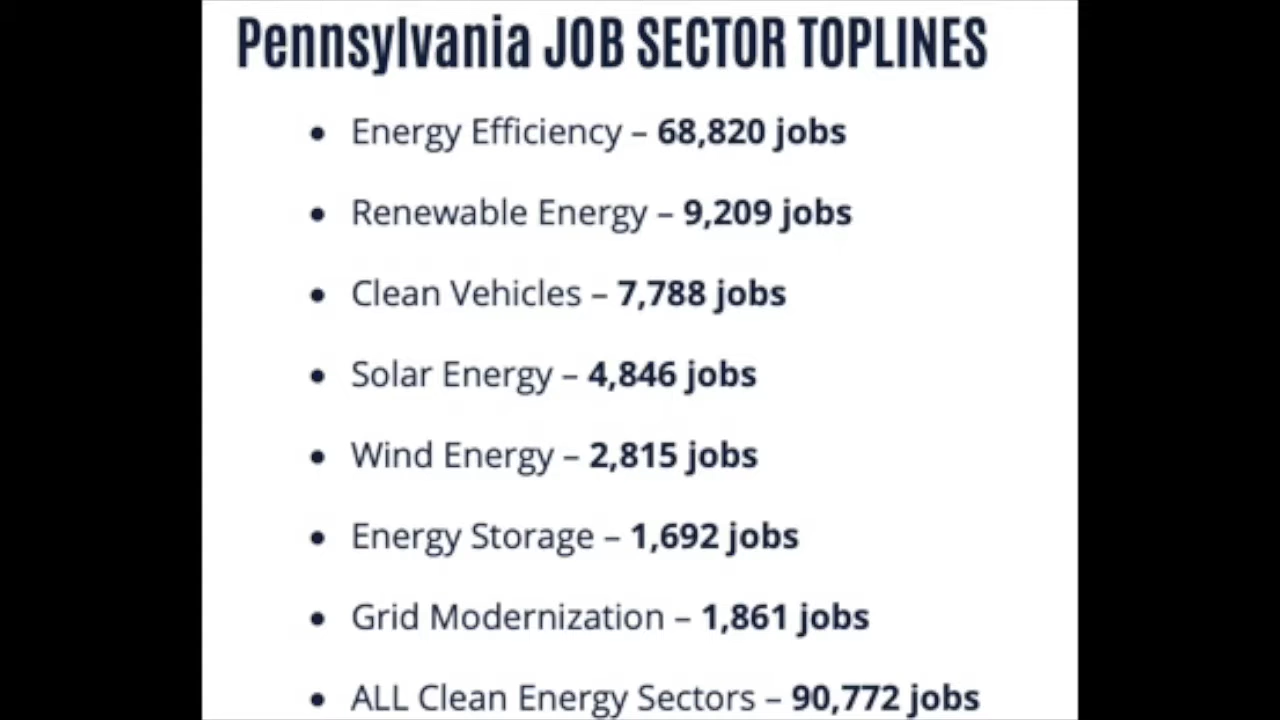 Pennsylvania JOB SECTOR TOPLINES
• Energy Efficiency – 68,820 jobs
• Renewable Energy – 9,209 jobs
• Clean Vehicles – 7,788 jobs
• Solar Energy – 4,846 jobs
• Wind Energy – 2,815 jobs
• Energy Storage – 1,692 jobs
• Grid Modernization – 1,861 jobs
• ALL Clean Energy Sectors – 90,772 jobs